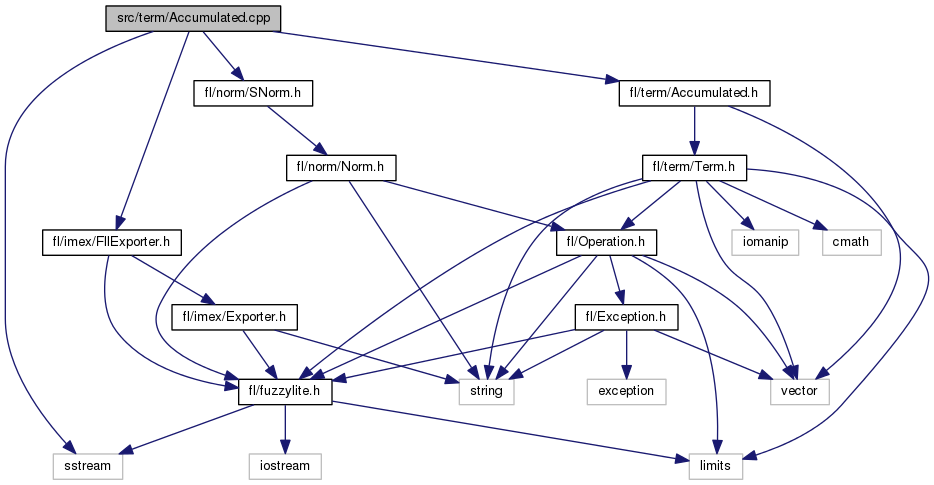 src/term/Accumulated.cpp
fl/norm/SNorm.h
fl/term/Accumulated.h
fl/norm/Norm.h
fl/term/Term.h
fl/imex/FllExporter.h
fl/Operation.h
iomanip
cmath
fl/imex/Exporter.h
fl/Exception.h
fl/fuzzylite.h
string
exception
vector
sstream
iostream
limits